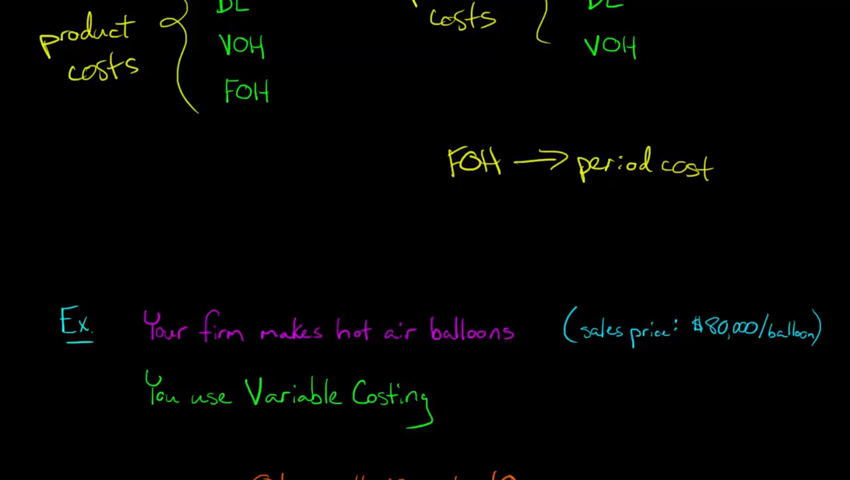 DL
product
costs
VOH
FOH
costs
DL
VOH
FOH → period cost
Ex. Your firm makes hot air balloons (sales price: $80,000/balloon)
You use Variable Costing